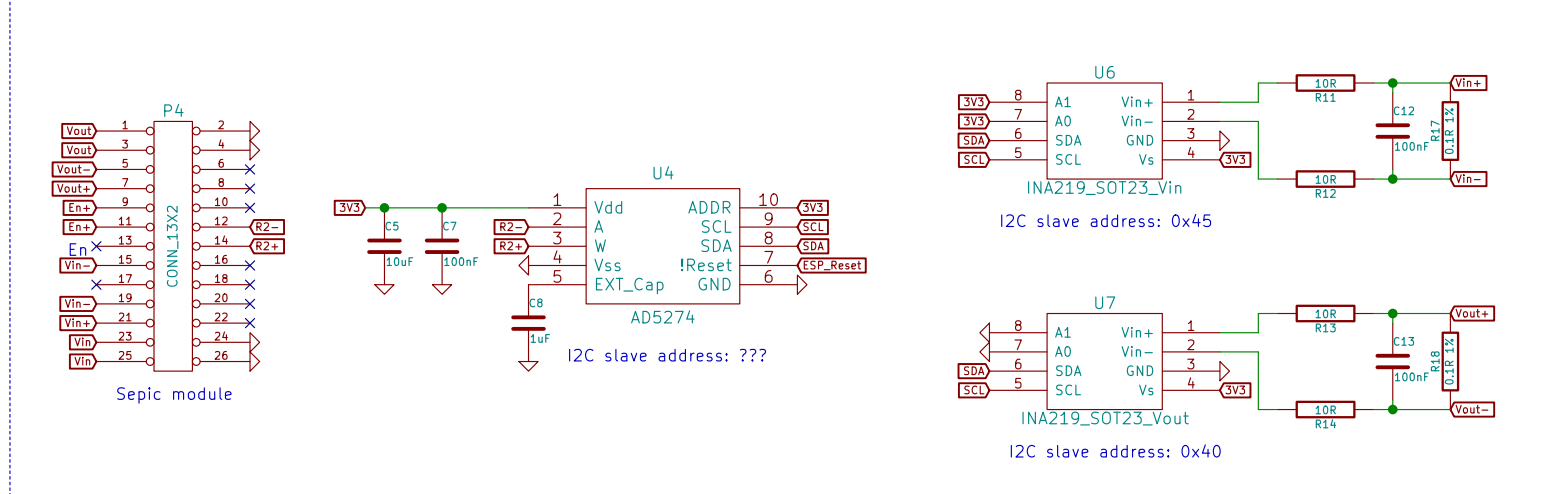 P4
Vout 1 2
Vout 3 4
Vout- 5 6
Vout+ 7 8
En+ 9 10
En+ 11 12 R2-
En 13 14 R2+
Vin- 15 16
17 18
Vin- 19 20
Vin+ 21 22
Vin 23 24
Vin 25 26
CONN_13X2
Sepic module
3V3
C5
10uF
C7
100nF
U4
1 Vdd ADDR 10 3V3
R2- 2 A SCL 9 SCL
R2+ 3 W SDA 8 SDA
4 Vss !Reset 7 ESP_Reset
5 EXT_Cap GND 6
C8
1uF
AD5274
I2C slave address: ???
U6
3V3 8 A1 Vin+ 1
3V3 7 A0 Vin- 2
SDA 6 SDA GND 3
SCL 5 SCL Vs 4 3V3
INA219_SOT23_Vin
I2C slave address: 0x45
10R
R11
Vin+
C12
100nF
R17
0.1R 1%
10R
R12
Vin-
U7
8 A1 Vin+ 1
7 A0 Vin- 2
SDA 6 SDA GND 3
SCL 5 SCL Vs 4 3V3
INA219_SOT23_Vout
I2C slave address: 0x40
10R
R13
Vout+
C13
100nF
R18
0.1R 1%
10R
R14
Vout-